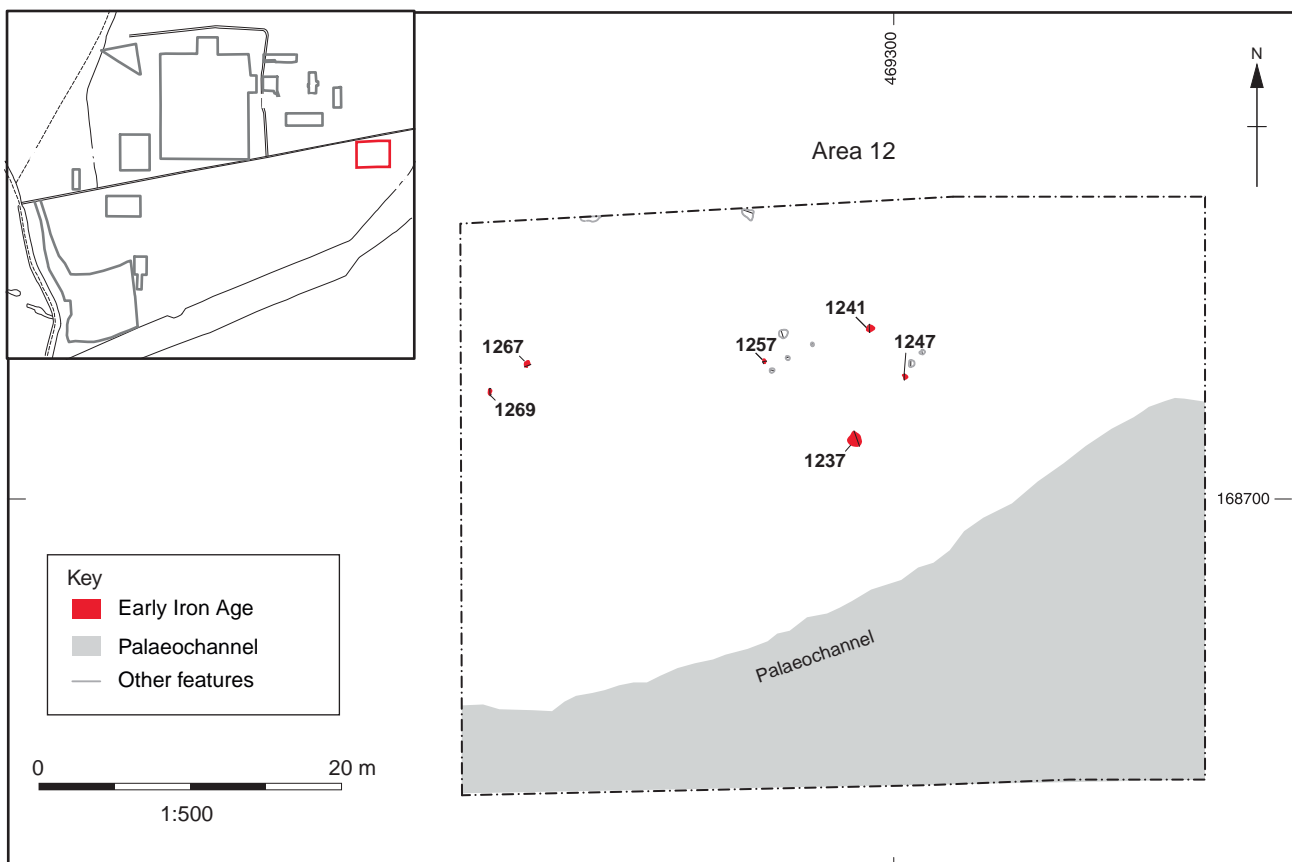 469300
N
Area 12
1241
1267
1257
1247
1269
1237
168700
Key
Early Iron Age
Palaeochannel
Other features
Palaeochannel
0 20 m
1:500